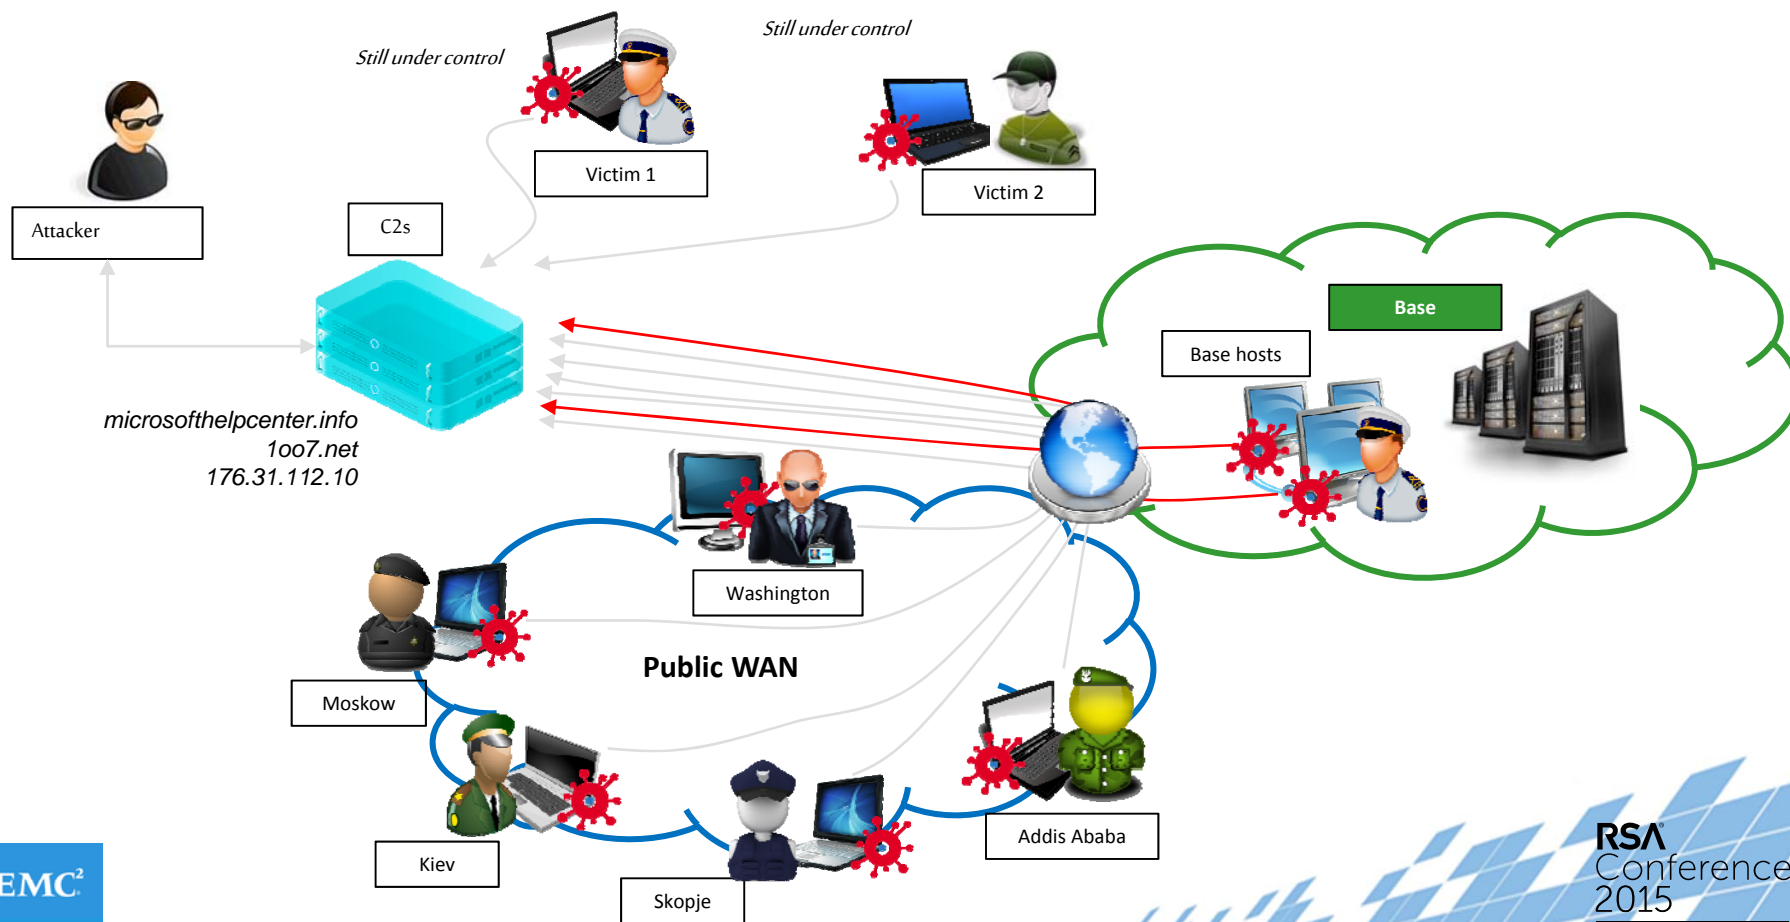 Still under control
Still under control
Victim 1
Victim 2
Attacker
C2s
Base
Base hosts
microsofthelpcenter.info
1oo7.net
176.31.112.10
Washington
Public WAN
Moskow
Kiev
Skopje
Addis Ababa
EMC²
RSA
Conference
2015